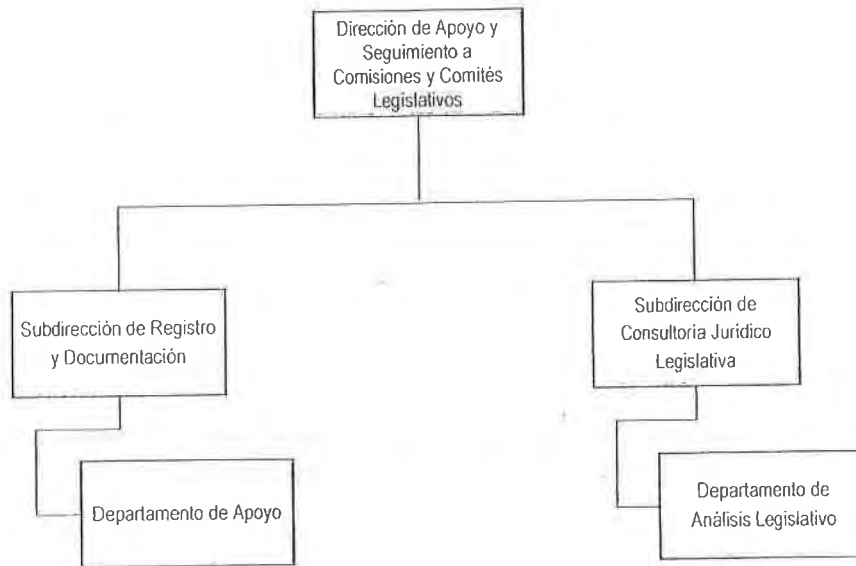 Dirección de Apoyo y
Seguimiento a
Comisiones y Comités
Legislativos
Subdirección de Registro
y Documentación
Subdirección de
Consultoria Juridico
Legislativa
Departamento de Apoyo
Departamento de
Análisis Legislativo